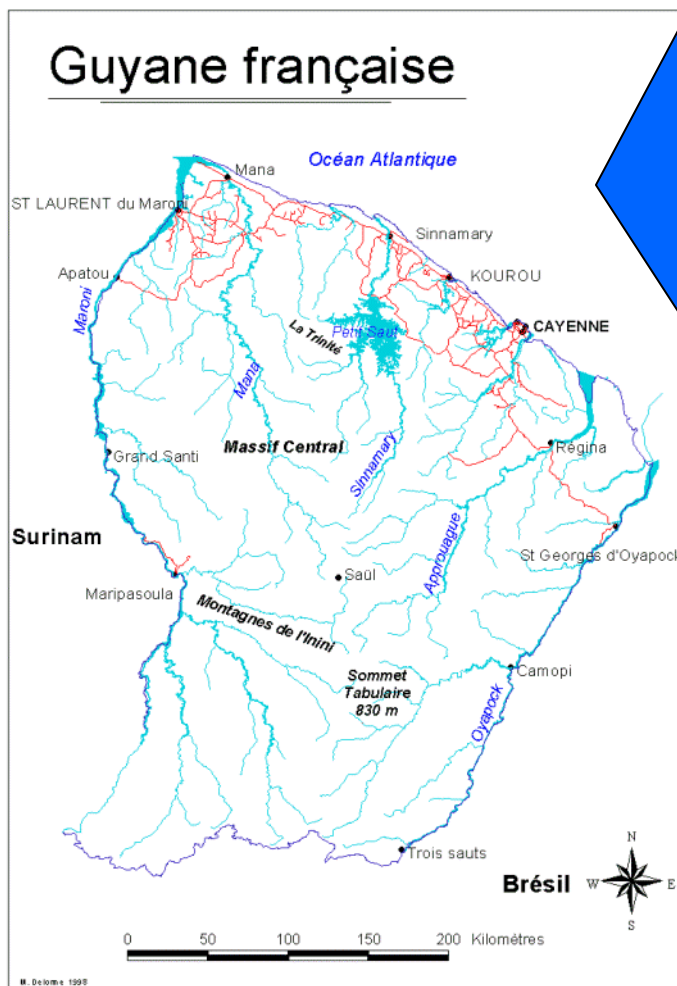 Guyane française
Océan Atlantique
Mana
ST LAURENT du Maroni
Sinnamary
Apatou
KOUROU
Maroni
La Trinité
Petit Saut
CAYENNE
Mana
Massif Central
Sinnamary
Grand Santi
Régina
Surinam
Approuague
St Georges d'Oyapock
Saül
Maripasoula
Montagnes de l'Inini
Sommet
Tabulaire
830 m
Camopi
Oyapock
Trois sauts
Brésil
N
W
E
S
0 50 100 150 200 Kilomètres
M. Delorme 1998